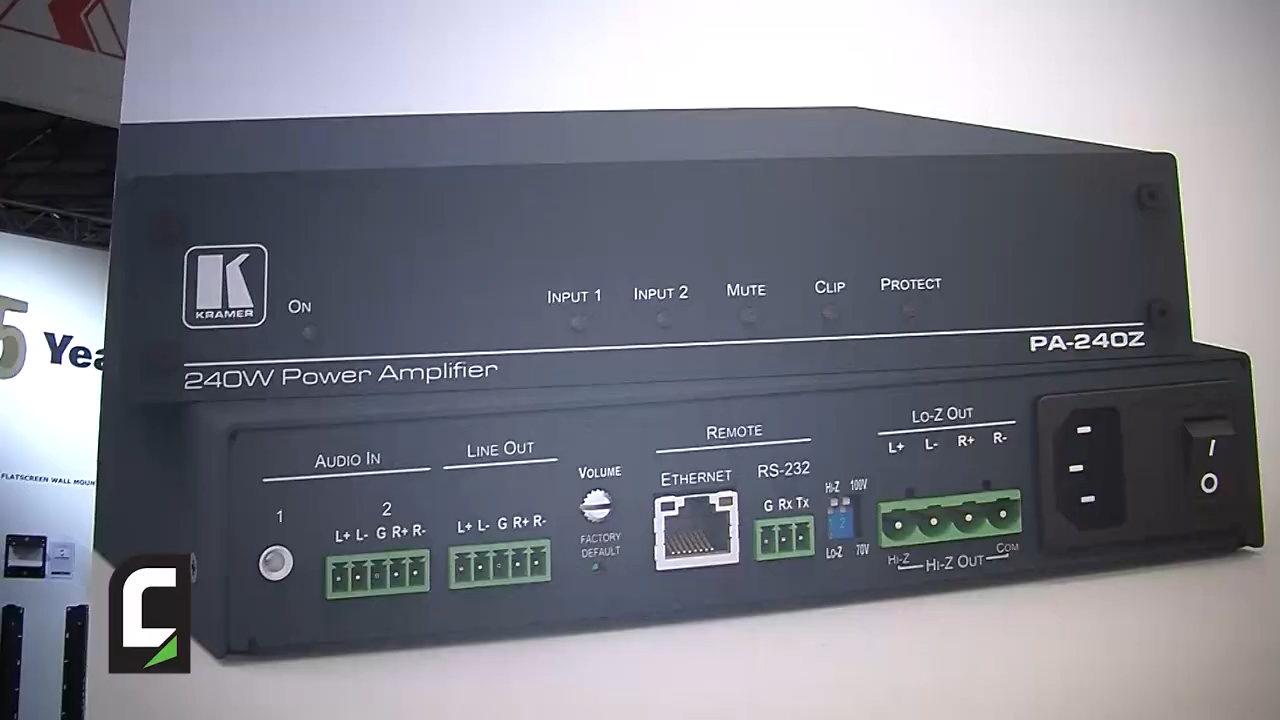 5 Yea
FLATSCREEN WALL MOUN
K
KRAMER
ON
INPUT 1 INPUT 2 MUTE CLIP PROTECT
240W Power Amplifier
PA-240Z
AUDIO IN
1
2
L+ L- G R+ R-
LINE OUT
L+ L- G R+ R-
VOLUME
FACTORY
DEFAULT
REMOTE
ETHERNET
RS-232
G Rx Tx
HI-Z 100V
2
LO-Z 70V
LO-Z OUT
L+ L- R+ R-
HI-Z HI-Z OUT COM
I
O